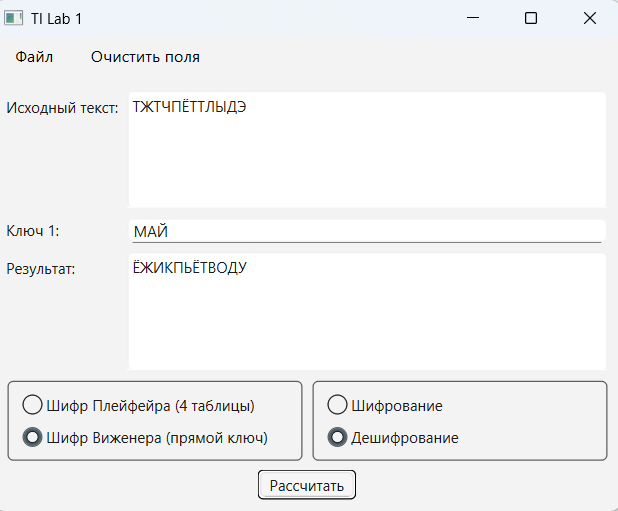 TI Lab 1
Файл Очистить поля
Исходный текст: ТЖТЧПЁТТЛЫДЭ
Ключ 1: МАЙ
Результат: ЁЖИКПЬЁТВОДУ
Шифр Плейфейра (4 таблицы)
Шифр Виженера (прямой ключ)
Шифрование
Дешифрование
Рассчитать